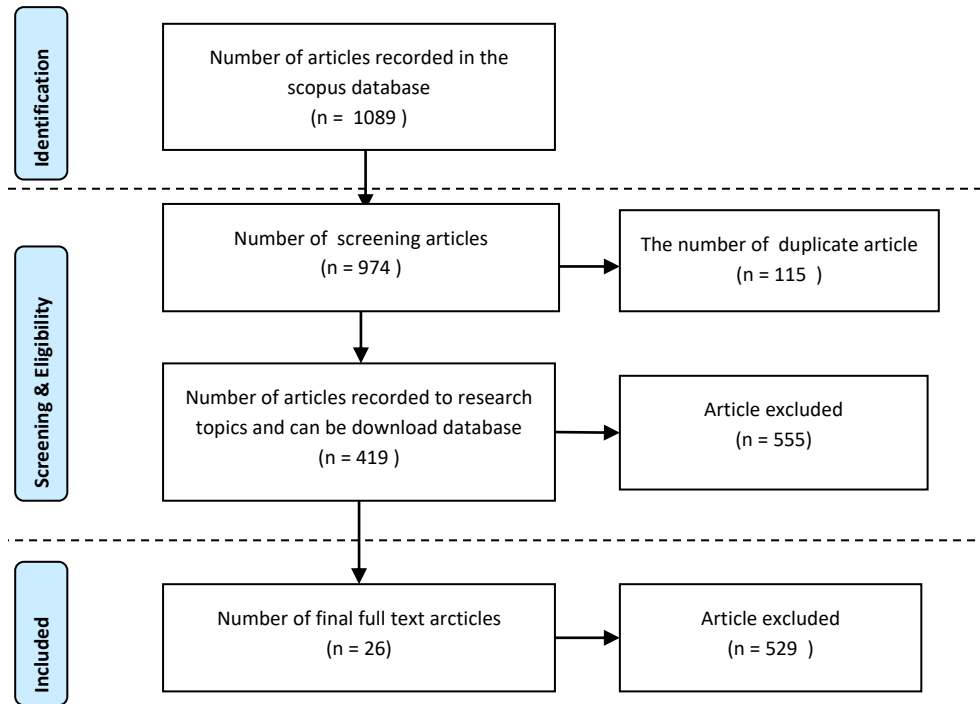 Identification
Number of articles recorded in the
scopus database
(n =  1089 )
Screening & Eligibility
Number of  screening articles
(n = 974 )
The number of  duplicate article
(n = 115  )
Number of articles recorded to research
topics and can be download database
(n = 419 )
Article excluded
(n = 555)
Included
Number of final full text arcticles
(n = 26)
Article excluded
(n = 529  )